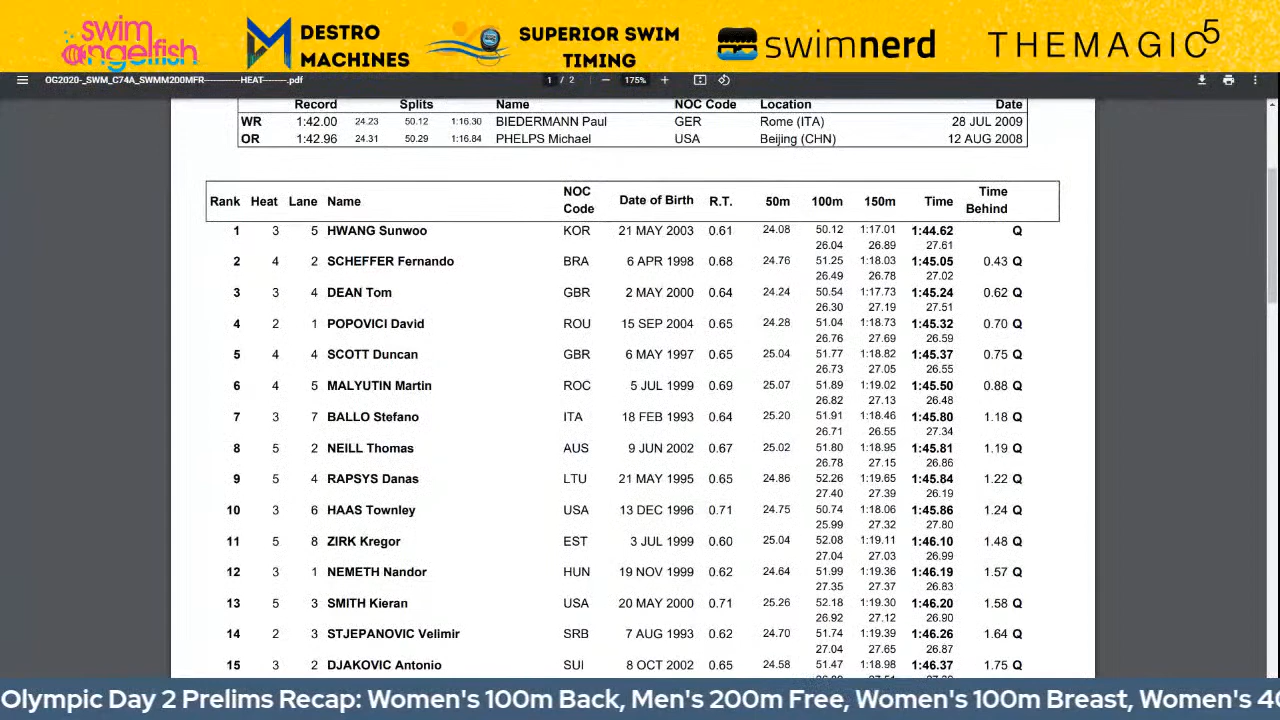 swim angelfish
DESTRO MACHINES
SUPERIOR SWIM TIMING
swimnerd
THEMAGIC5
OG2020-_SWM_C74A_SWMM200MFR----------HEAT-------.pdf 1 / 2 175%
Record Splits Name NOC Code Location Date
WR 1:42.00 24.23 50.12 1:16.30 BIEDERMANN Paul GER Rome (ITA) 28 JUL 2009
OR 1:42.96 24.31 50.29 1:16.84 PHELPS Michael USA Beijing (CHN) 12 AUG 2008
Rank Heat Lane Name NOC Code Date of Birth R.T. 50m 100m 150m Time Time Behind
1 3 5 HWANG Sunwoo KOR 21 MAY 2003 0.61 24.08 50.12 1:17.01 1:44.62 Q
26.04 26.89 27.61
2 4 2 SCHEFFER Fernando BRA 6 APR 1998 0.68 24.76 51.25 1:18.03 1:45.05 0.43 Q
26.49 26.78 27.02
3 3 4 DEAN Tom GBR 2 MAY 2000 0.64 24.24 50.54 1:17.73 1:45.24 0.62 Q
26.30 27.19 27.51
4 2 1 POPOVICI David ROU 15 SEP 2004 0.65 24.28 51.04 1:18.73 1:45.32 0.70 Q
26.76 27.69 26.59
5 4 4 SCOTT Duncan GBR 6 MAY 1997 0.65 25.04 51.77 1:18.82 1:45.37 0.75 Q
26.73 27.05 26.55
6 4 5 MALYUTIN Martin ROC 5 JUL 1999 0.69 25.07 51.89 1:19.02 1:45.50 0.88 Q
26.82 27.13 26.48
7 3 7 BALLO Stefano ITA 18 FEB 1993 0.64 25.20 51.91 1:18.46 1:45.80 1.18 Q
26.71 26.55 27.34
8 5 2 NEILL Thomas AUS 9 JUN 2002 0.67 25.02 51.80 1:18.95 1:45.81 1.19 Q
26.78 27.15 26.86
9 5 4 RAPSYS Danas LTU 21 MAY 1995 0.65 24.86 52.26 1:19.65 1:45.84 1.22 Q
27.40 27.39 26.19
10 3 6 HAAS Townley USA 13 DEC 1996 0.71 24.75 50.74 1:18.06 1:45.86 1.24 Q
25.99 27.32 27.80
11 5 8 ZIRK Kregor EST 3 JUL 1999 0.60 25.04 52.08 1:19.11 1:46.10 1.48 Q
27.04 27.03 26.99
12 3 1 NEMETH Nandor HUN 19 NOV 1999 0.62 24.64 51.99 1:19.36 1:46.19 1.57 Q
27.35 27.37 26.83
13 5 3 SMITH Kieran USA 20 MAY 2000 0.71 25.26 52.18 1:19.30 1:46.20 1.58 Q
26.92 27.12 26.90
14 2 3 STJEPANOVIC Velimir SRB 7 AUG 1993 0.62 24.70 51.74 1:19.39 1:46.26 1.64 Q
27.04 27.65 26.87
15 3 2 DJAKOVIC Antonio SUI 8 OCT 2002 0.65 24.58 51.47 1:18.98 1:46.37 1.75 Q
Olympic Day 2 Prelims Recap: Women's 100m Back, Men's 200m Free, Women's 100m Breast, Women's